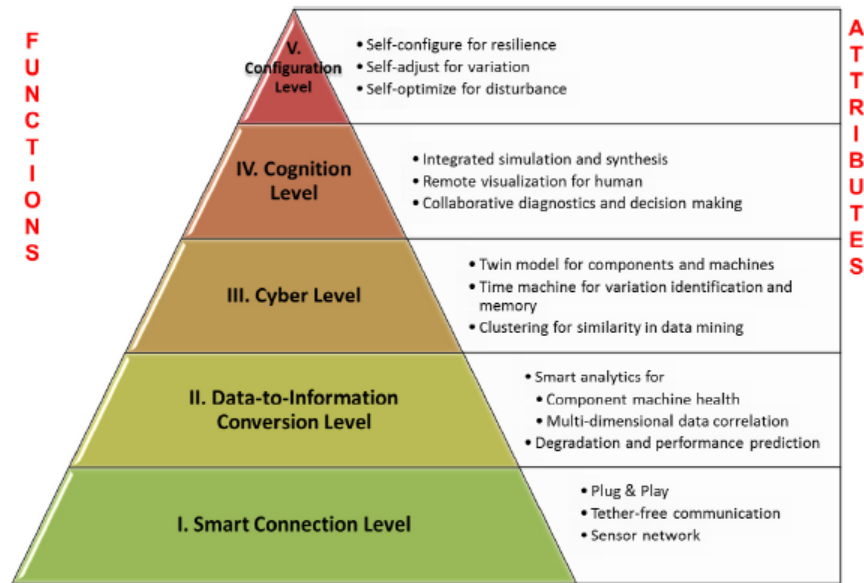 FUNCTIONS
ATTRIBUTES
V.
Configuration
Level
• Self-configure for resilience
• Self-adjust for variation
• Self-optimize for disturbance
IV. Cognition
Level
• Integrated simulation and synthesis
• Remote visualization for human
• Collaborative diagnostics and decision making
III. Cyber Level
• Twin model for components and machines
• Time machine for variation identification and
memory
• Clustering for similarity in data mining
II. Data-to-Information
Conversion Level
• Smart analytics for
• Component machine health
• Multi-dimensional data correlation
• Degradation and performance prediction
I. Smart Connection Level
• Plug & Play
• Tether-free communication
• Sensor network